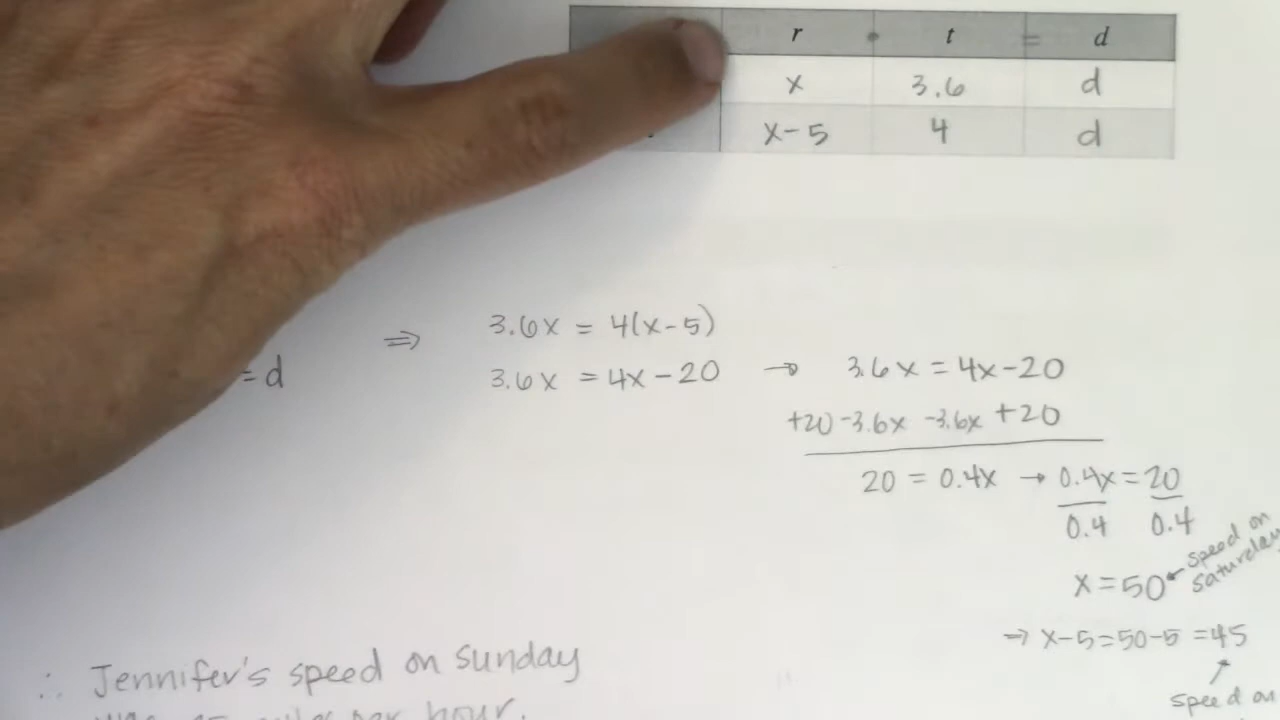 r • t = d
x 3.6 d
x-5 4 d
⇒ 3.6x = 4(x-5)
= d
3.6x = 4x-20 → 3.6x = 4x-20
+20 -3.6x -3.6x +20
20 = 0.4x → 0.4x = 20
0.4 0.4
x = 50 ← speed on saturday
⇒ x-5 = 50-5 = 45
∴ Jennifer's speed on sunday
speed on
per hour.